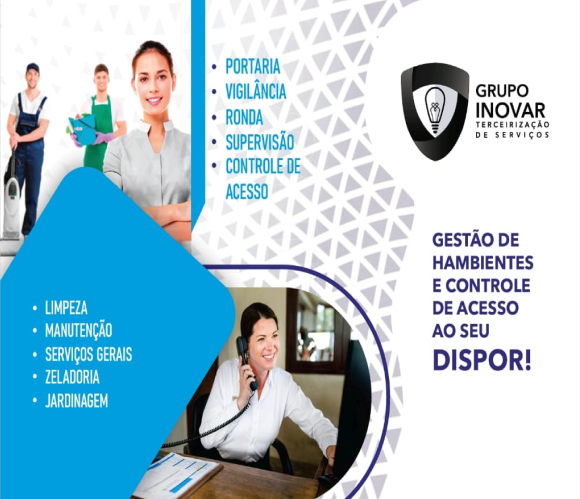 • PORTARIA
• VIGILÂNCIA
• RONDA
• SUPERVISÃO
• CONTROLE DE
ACESSO
GRUPO
INOVAR
TERCEIRIZAÇÃO
DE SERVIÇOS
GESTÃO DE
HAMBIENTES
E CONTROLE
DE ACESSO
AO SEU
DISPOR!
• LIMPEZA
• MANUTENÇÃO
• SERVIÇOS GERAIS
• ZELADORIA
• JARDINAGEM